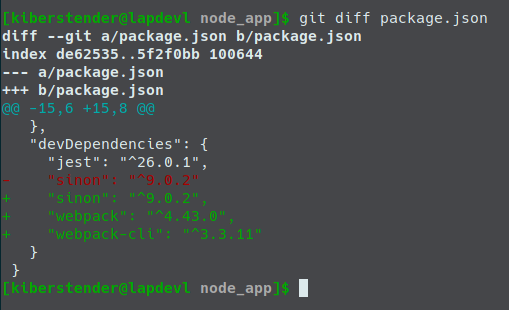 [kiberstender@lapdevl node_app]$ git diff package.json
diff --git a/package.json b/package.json
index de62535..5f2f0bb 100644
--- a/package.json
+++ b/package.json
@@ -15,6 +15,8 @@
   },
   "devDependencies": {
     "jest": "^26.0.1",
-    "sinon": "^9.0.2"
+    "sinon": "^9.0.2",
+    "webpack": "^4.43.0",
+    "webpack-cli": "^3.3.11"
   }
 }
[kiberstender@lapdevl node_app]$